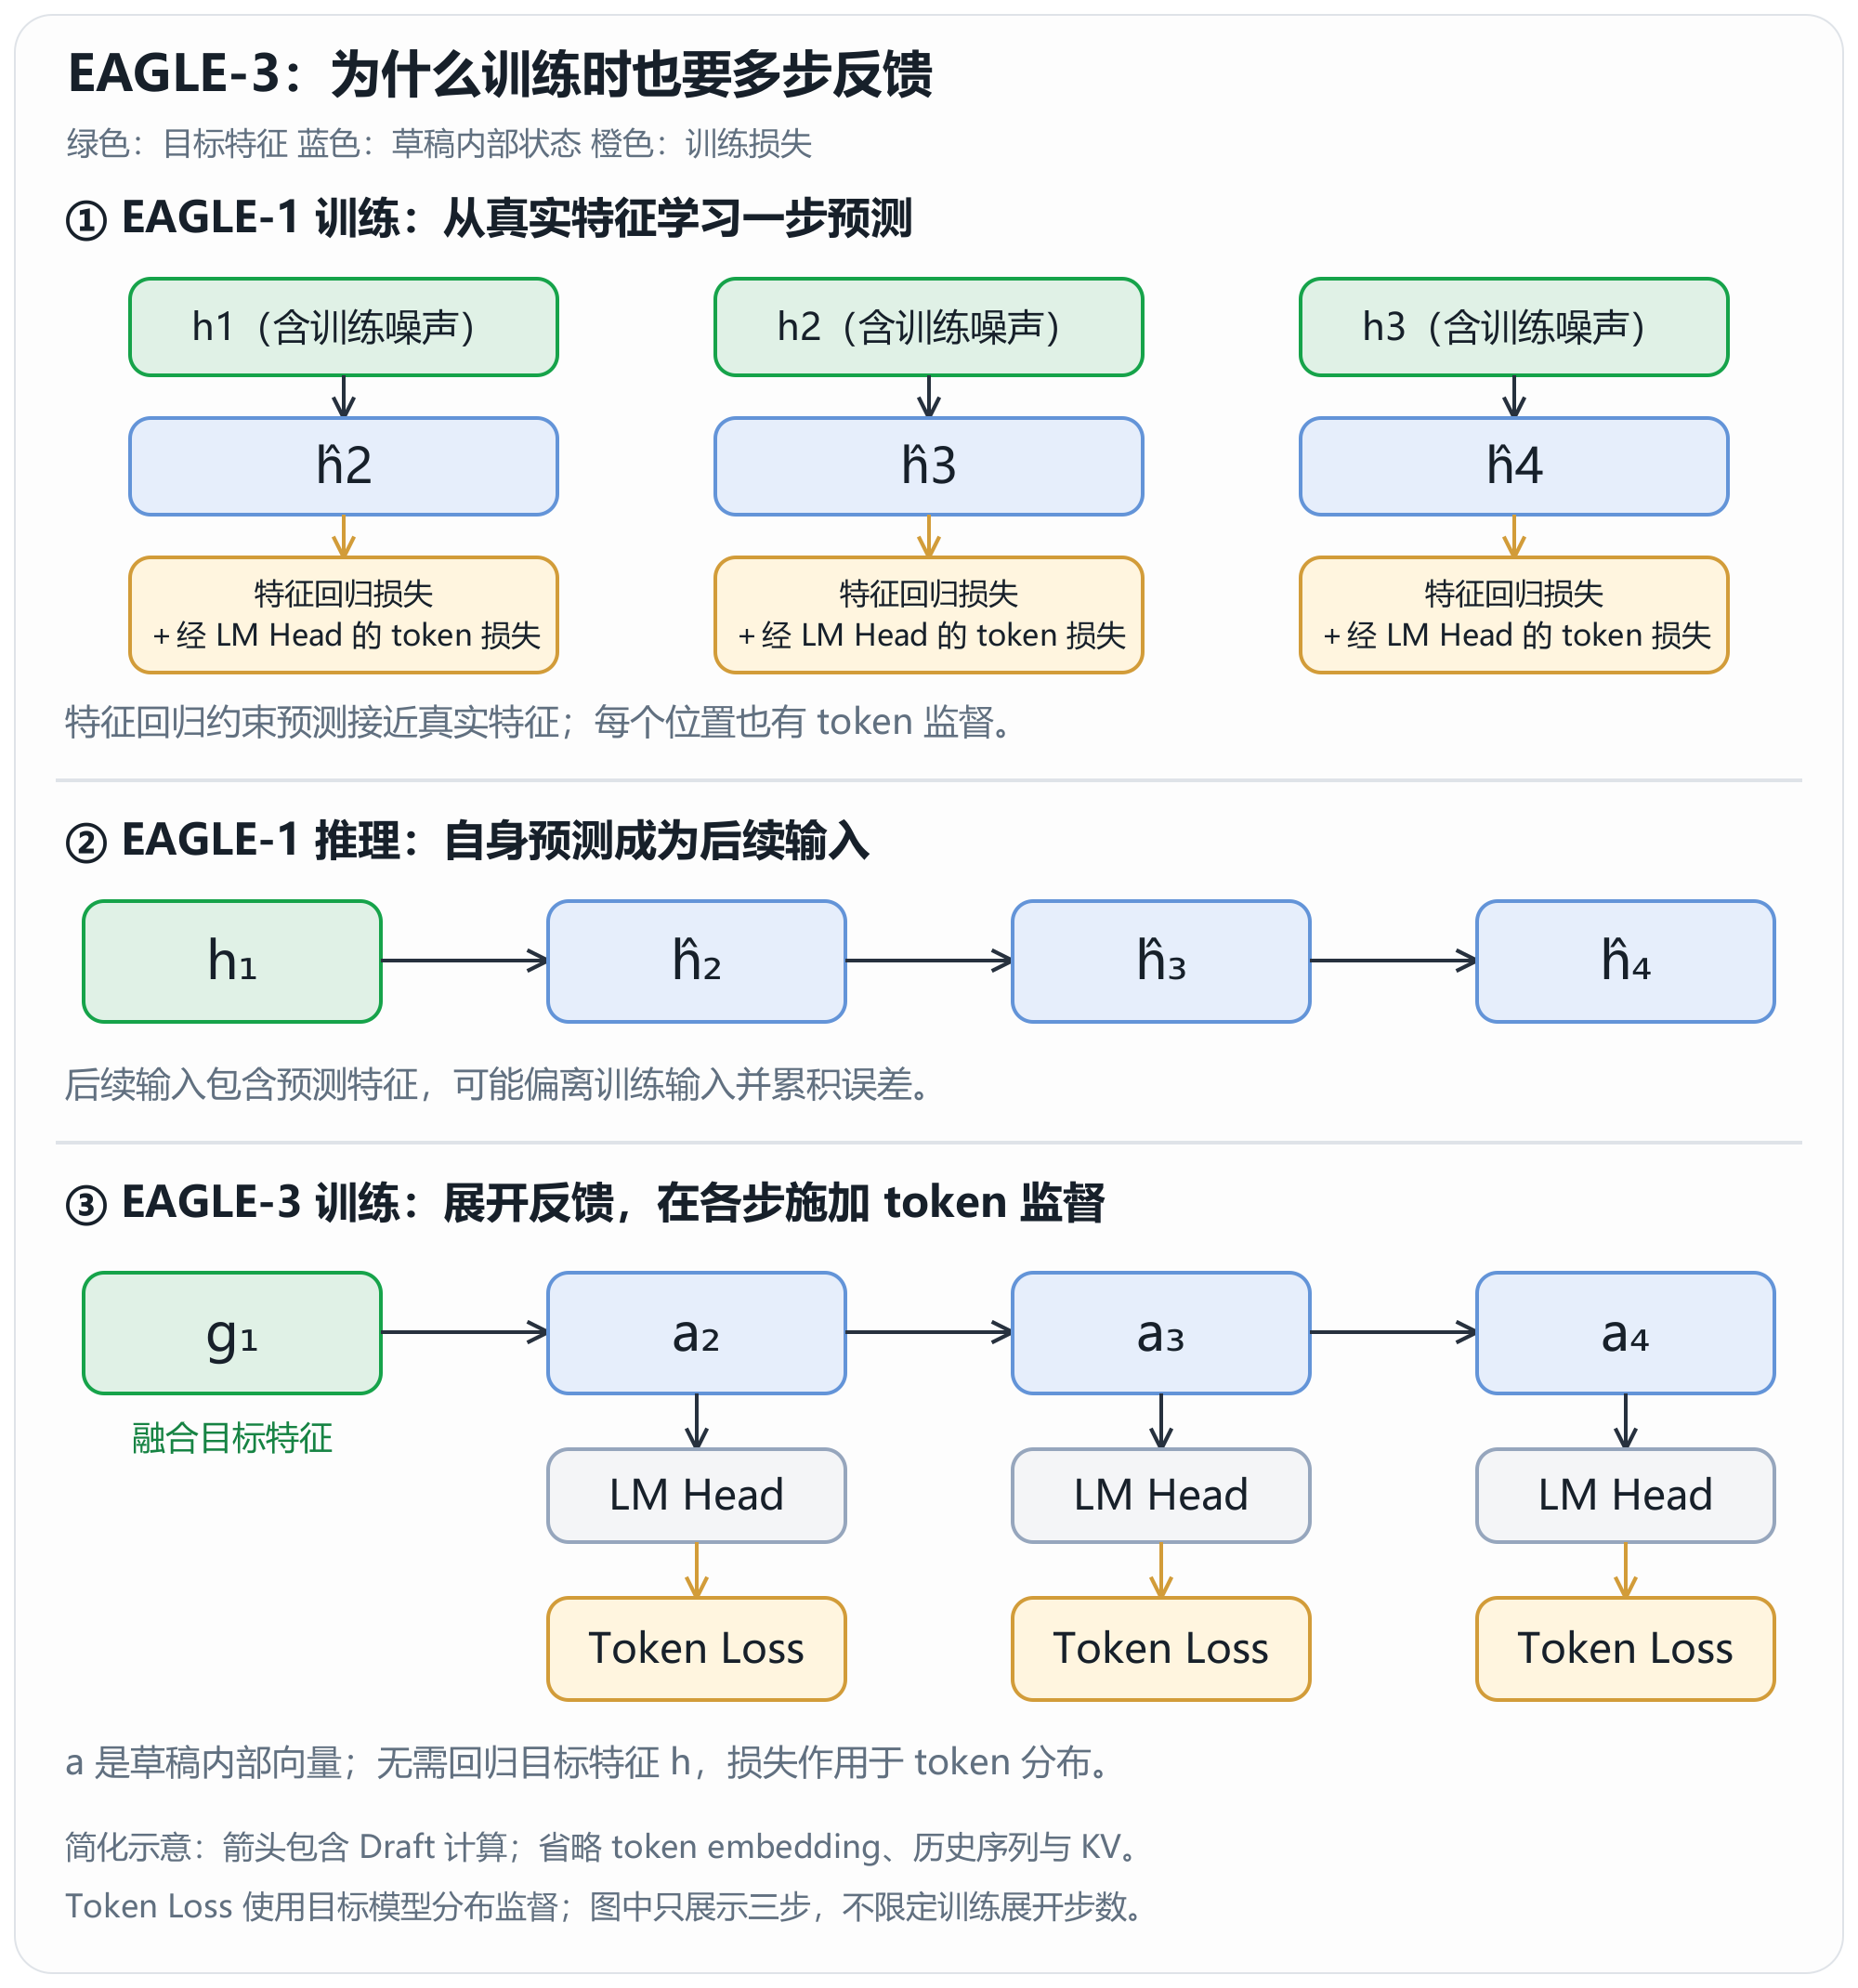 EAGLE-3：为什么训练时也要多步反馈
绿色：目标特征 蓝色：草稿内部状态 橙色：训练损失
① EAGLE-1 训练：从真实特征学习一步预测
h1（含训练噪声）
h2（含训练噪声）
h3（含训练噪声）
ĥ2
ĥ3
ĥ4
特征回归损失
+ 经 LM Head 的 token 损失
特征回归损失
+ 经 LM Head 的 token 损失
特征回归损失
+ 经 LM Head 的 token 损失
特征回归约束预测接近真实特征；每个位置也有 token 监督。
② EAGLE-1 推理：自身预测成为后续输入
h₁
ĥ₂
ĥ₃
ĥ₄
后续输入包含预测特征，可能偏离训练输入并累积误差。
③ EAGLE-3 训练：展开反馈，在各步施加 token 监督
g₁
a₂
a₃
a₄
融合目标特征
LM Head
LM Head
LM Head
Token Loss
Token Loss
Token Loss
a 是草稿内部向量；无需回归目标特征 h，损失作用于 token 分布。
简化示意：箭头包含 Draft 计算；省略 token embedding、历史序列与 KV。
Token Loss 使用目标模型分布监督；图中只展示三步，不限定训练展开步数。